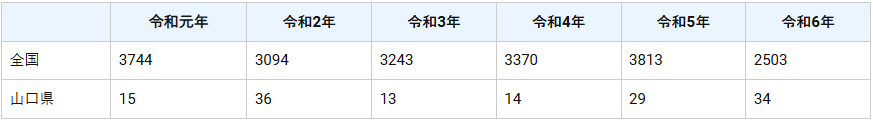 令和元年 令和2年 令和3年 令和4年 令和5年 令和6年
全国 3744 3094 3243 3370 3813 2503
山口県 15 36 13 14 29 34